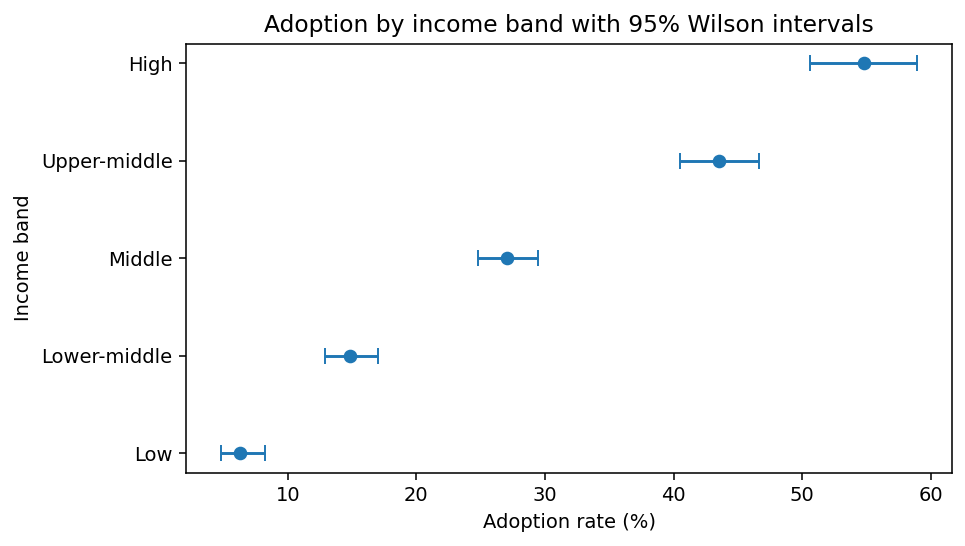 Adoption by income band with 95% Wilson intervals
High
Upper-middle
Middle
Lower-middle
Low
Income band
10 20 30 40 50 60
Adoption rate (%)